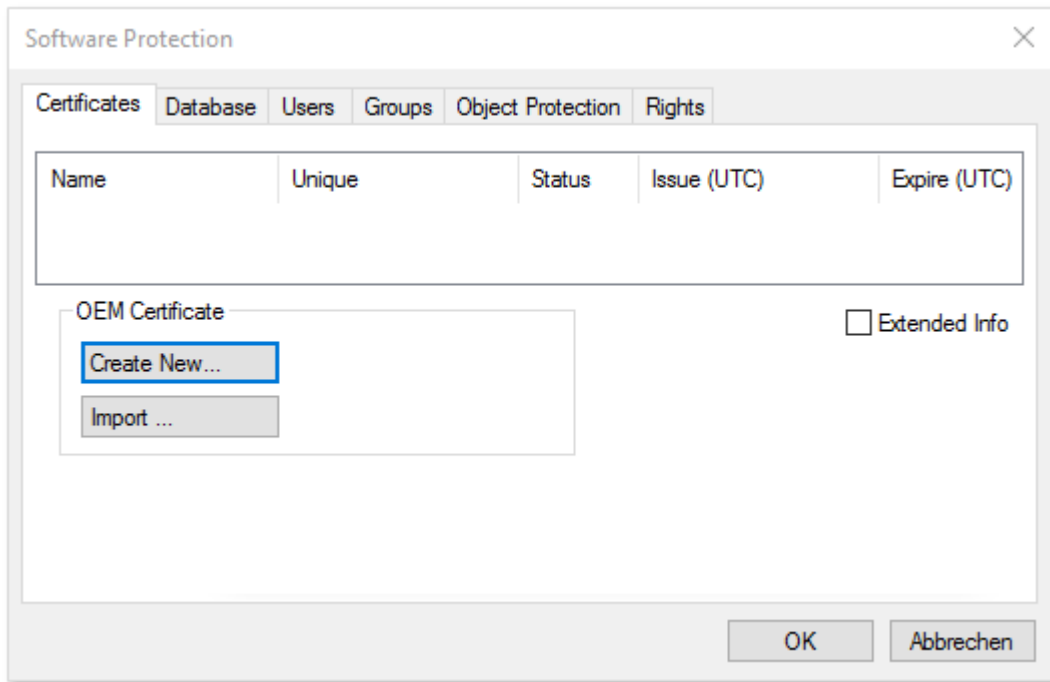 Software Protection
Certificates Database Users Groups Object Protection Rights
Name Unique Status Issue (UTC) Expire (UTC)
OEM Certificate
Extended Info
Create New...
Import ...
OK Abbrechen